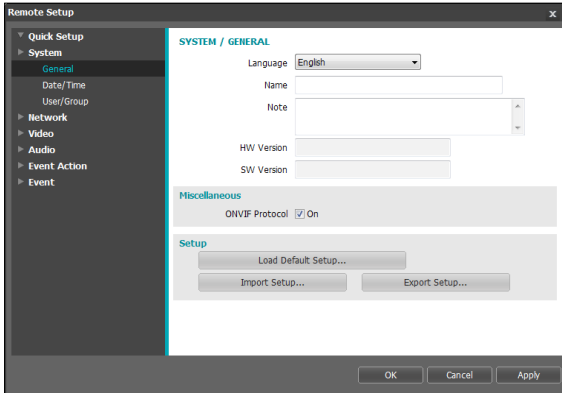 Remote Setup
x
Quick Setup
System
General
Date/Time
User/Group
Network
Video
Audio
Event Action
Event
SYSTEM / GENERAL
Language English
Name
Note
HW Version
SW Version
Miscellaneous
ONVIF Protocol On
Setup
Load Default Setup...
Import Setup... Export Setup...
OK Cancel Apply